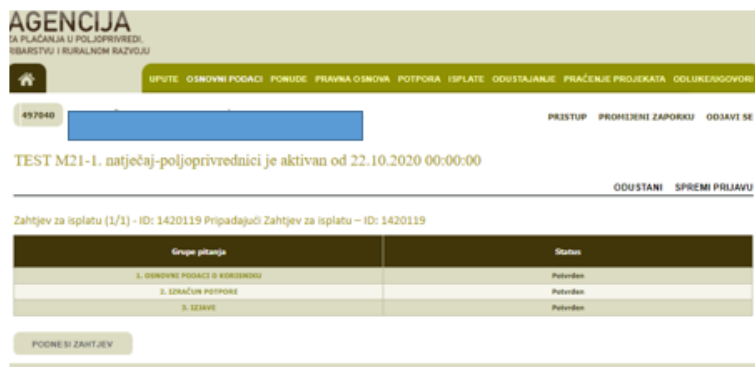 AGENCIJA
ZA PLAĆANJA U POLJOPRIVREDI,
RIBARSTVU I RURALNOM RAZVOJU
UPUTE OSNOVNI PODACI PONUDE PRAVNA OSNOVA POTPORA ISPLATE ODUSTAJANJE PRAĆENJE PROJEKATA ODLUKE/UGOVORI
497040
PRISTUP PROMIJENI ZAPORKU ODJAVI SE
TEST M21-1. natječaj-poljoprivrednici je aktivan od 22.10.2020 00:00:00
ODUSTANI SPREMI PRIJAVU
Zahtjev za isplatu (1/1) - ID: 1420119 Pripadajući Zahtjev za isplatu – ID: 1420119
Grupe pitanja Status
1. OSNOVNI PODACI O KORISNIKU Potvrđen
2. IZRAČUN POTPORE Potvrđen
3. IZJAVE Potvrđen
PODNESI ZAHTJEV